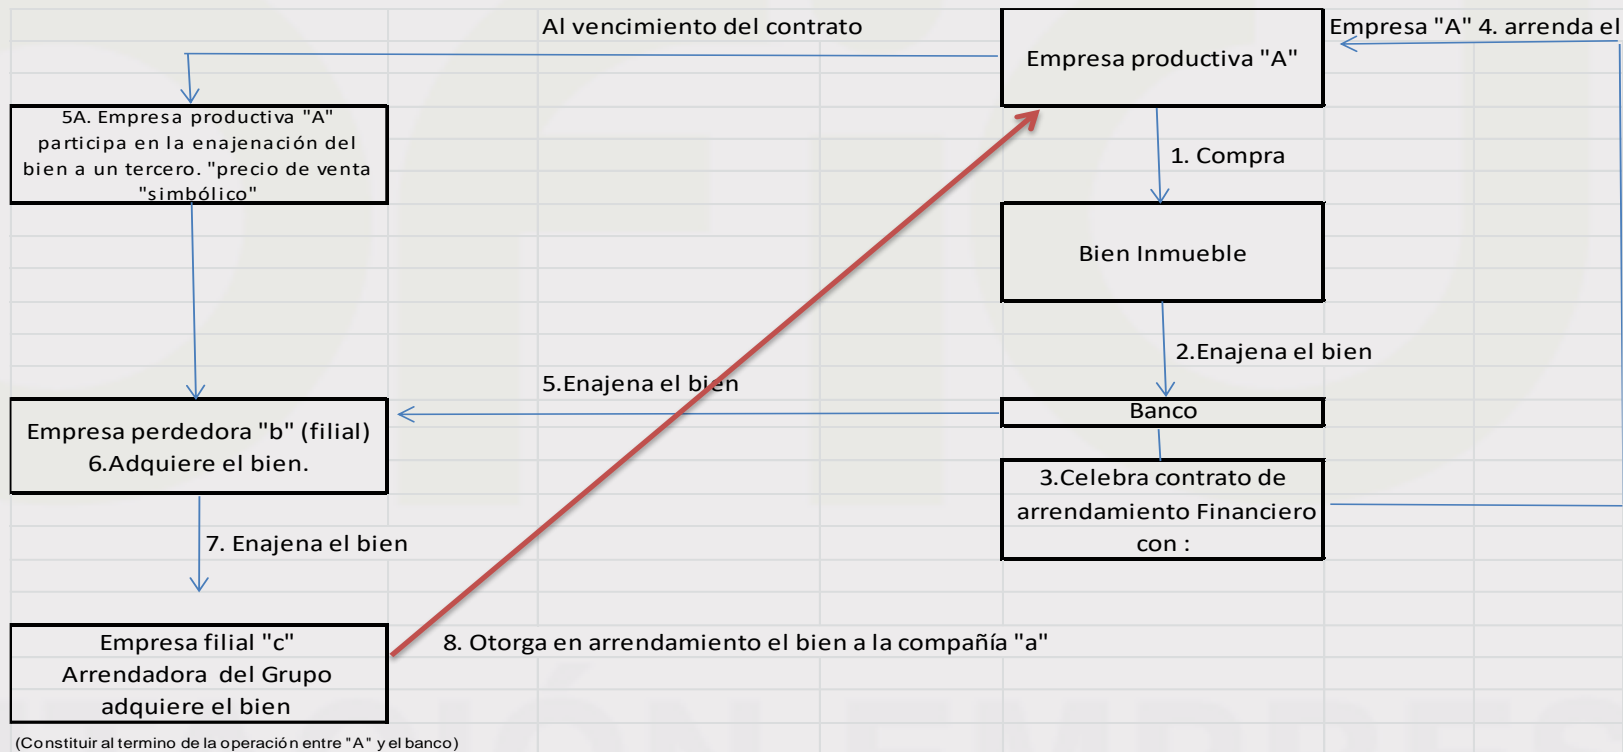 Al vencimiento del contrato
Empresa productiva "A"
Empresa "A" 4. arrenda el
5A. Empresa productiva "A"
participa en la enajenación del
bien a un tercero. "precio de venta
"simbólico"
1. Compra
Bien Inmueble
2.Enajena el bien
5.Enajena el bien
Banco
Empresa perdedora "b" (filial)
6.Adquiere el bien.
3.Celebra contrato de
arrendamiento Financiero
con :
7. Enajena el bien
Empresa filial "c"
Arrendadora del Grupo
adquiere el bien
8. Otorga en arrendamiento el bien a la compañía "a"
(Constituir al termino de la operación entre "A" y el banco)